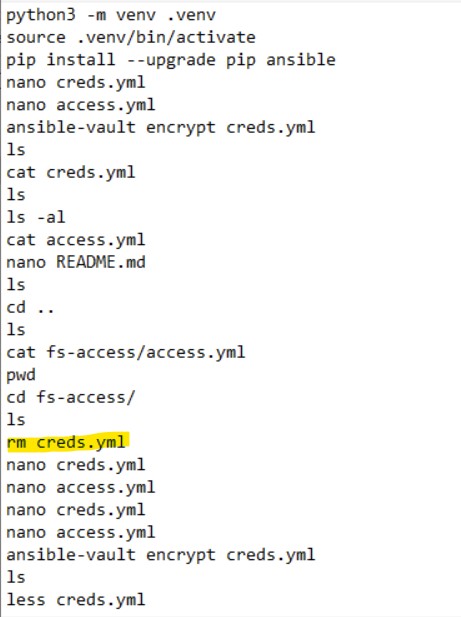 python3 -m venv .venv
source .venv/bin/activate
pip install --upgrade pip ansible
nano creds.yml
nano access.yml
ansible-vault encrypt creds.yml
ls
cat creds.yml
ls
ls -al
cat access.yml
nano README.md
ls
cd ..
ls
cat fs-access/access.yml
pwd
cd fs-access/
ls
rm creds.yml
nano creds.yml
nano access.yml
nano creds.yml
nano access.yml
ansible-vault encrypt creds.yml
ls
less creds.yml